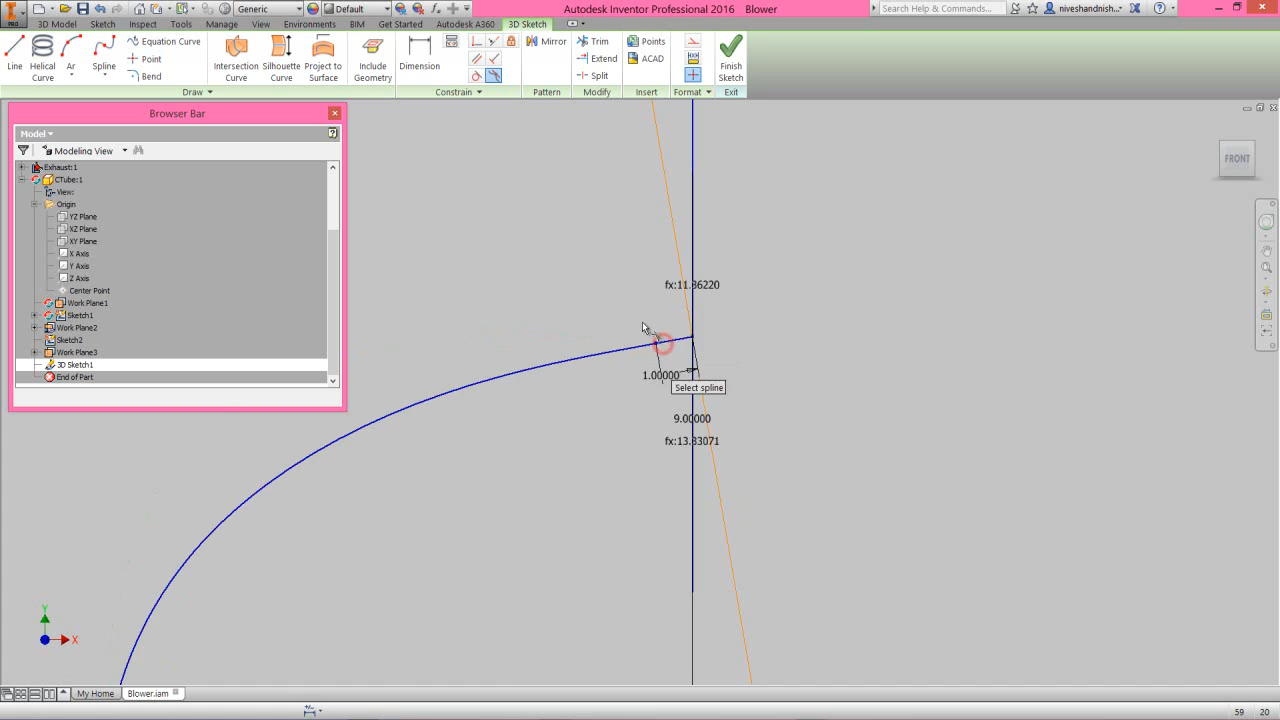 PRO
Generic
Default
Autodesk Inventor Professional 2016 Blower
Search Help & Commands...
niveshandnish...
3D Model
Sketch
Inspect
Tools
Manage
View
Environments
BIM
Get Started
Autodesk A360
3D Sketch
Line
Helical Curve
Ar
Spline
Equation Curve
Point
Bend
Intersection Curve
Silhouette Curve
Project to Surface
Include Geometry
Dimension
Mirror
Trim
Extend
Split
Points
ACAD
Finish Sketch
Draw
Constrain
Pattern
Modify
Insert
Format
Exit
Browser Bar
Model
Modeling View
Exhaust:1
CTube:1
View:
Origin
YZ Plane
XZ Plane
XY Plane
X Axis
Y Axis
Z Axis
Center Point
Work Plane1
Sketch1
Work Plane2
Sketch2
Work Plane3
3D Sketch1
End of Part
FRONT
fx:11.86220
1.00000
Select spline
9.00000
fx:13.83071
Y
X
My Home
Blower.iam
59 20